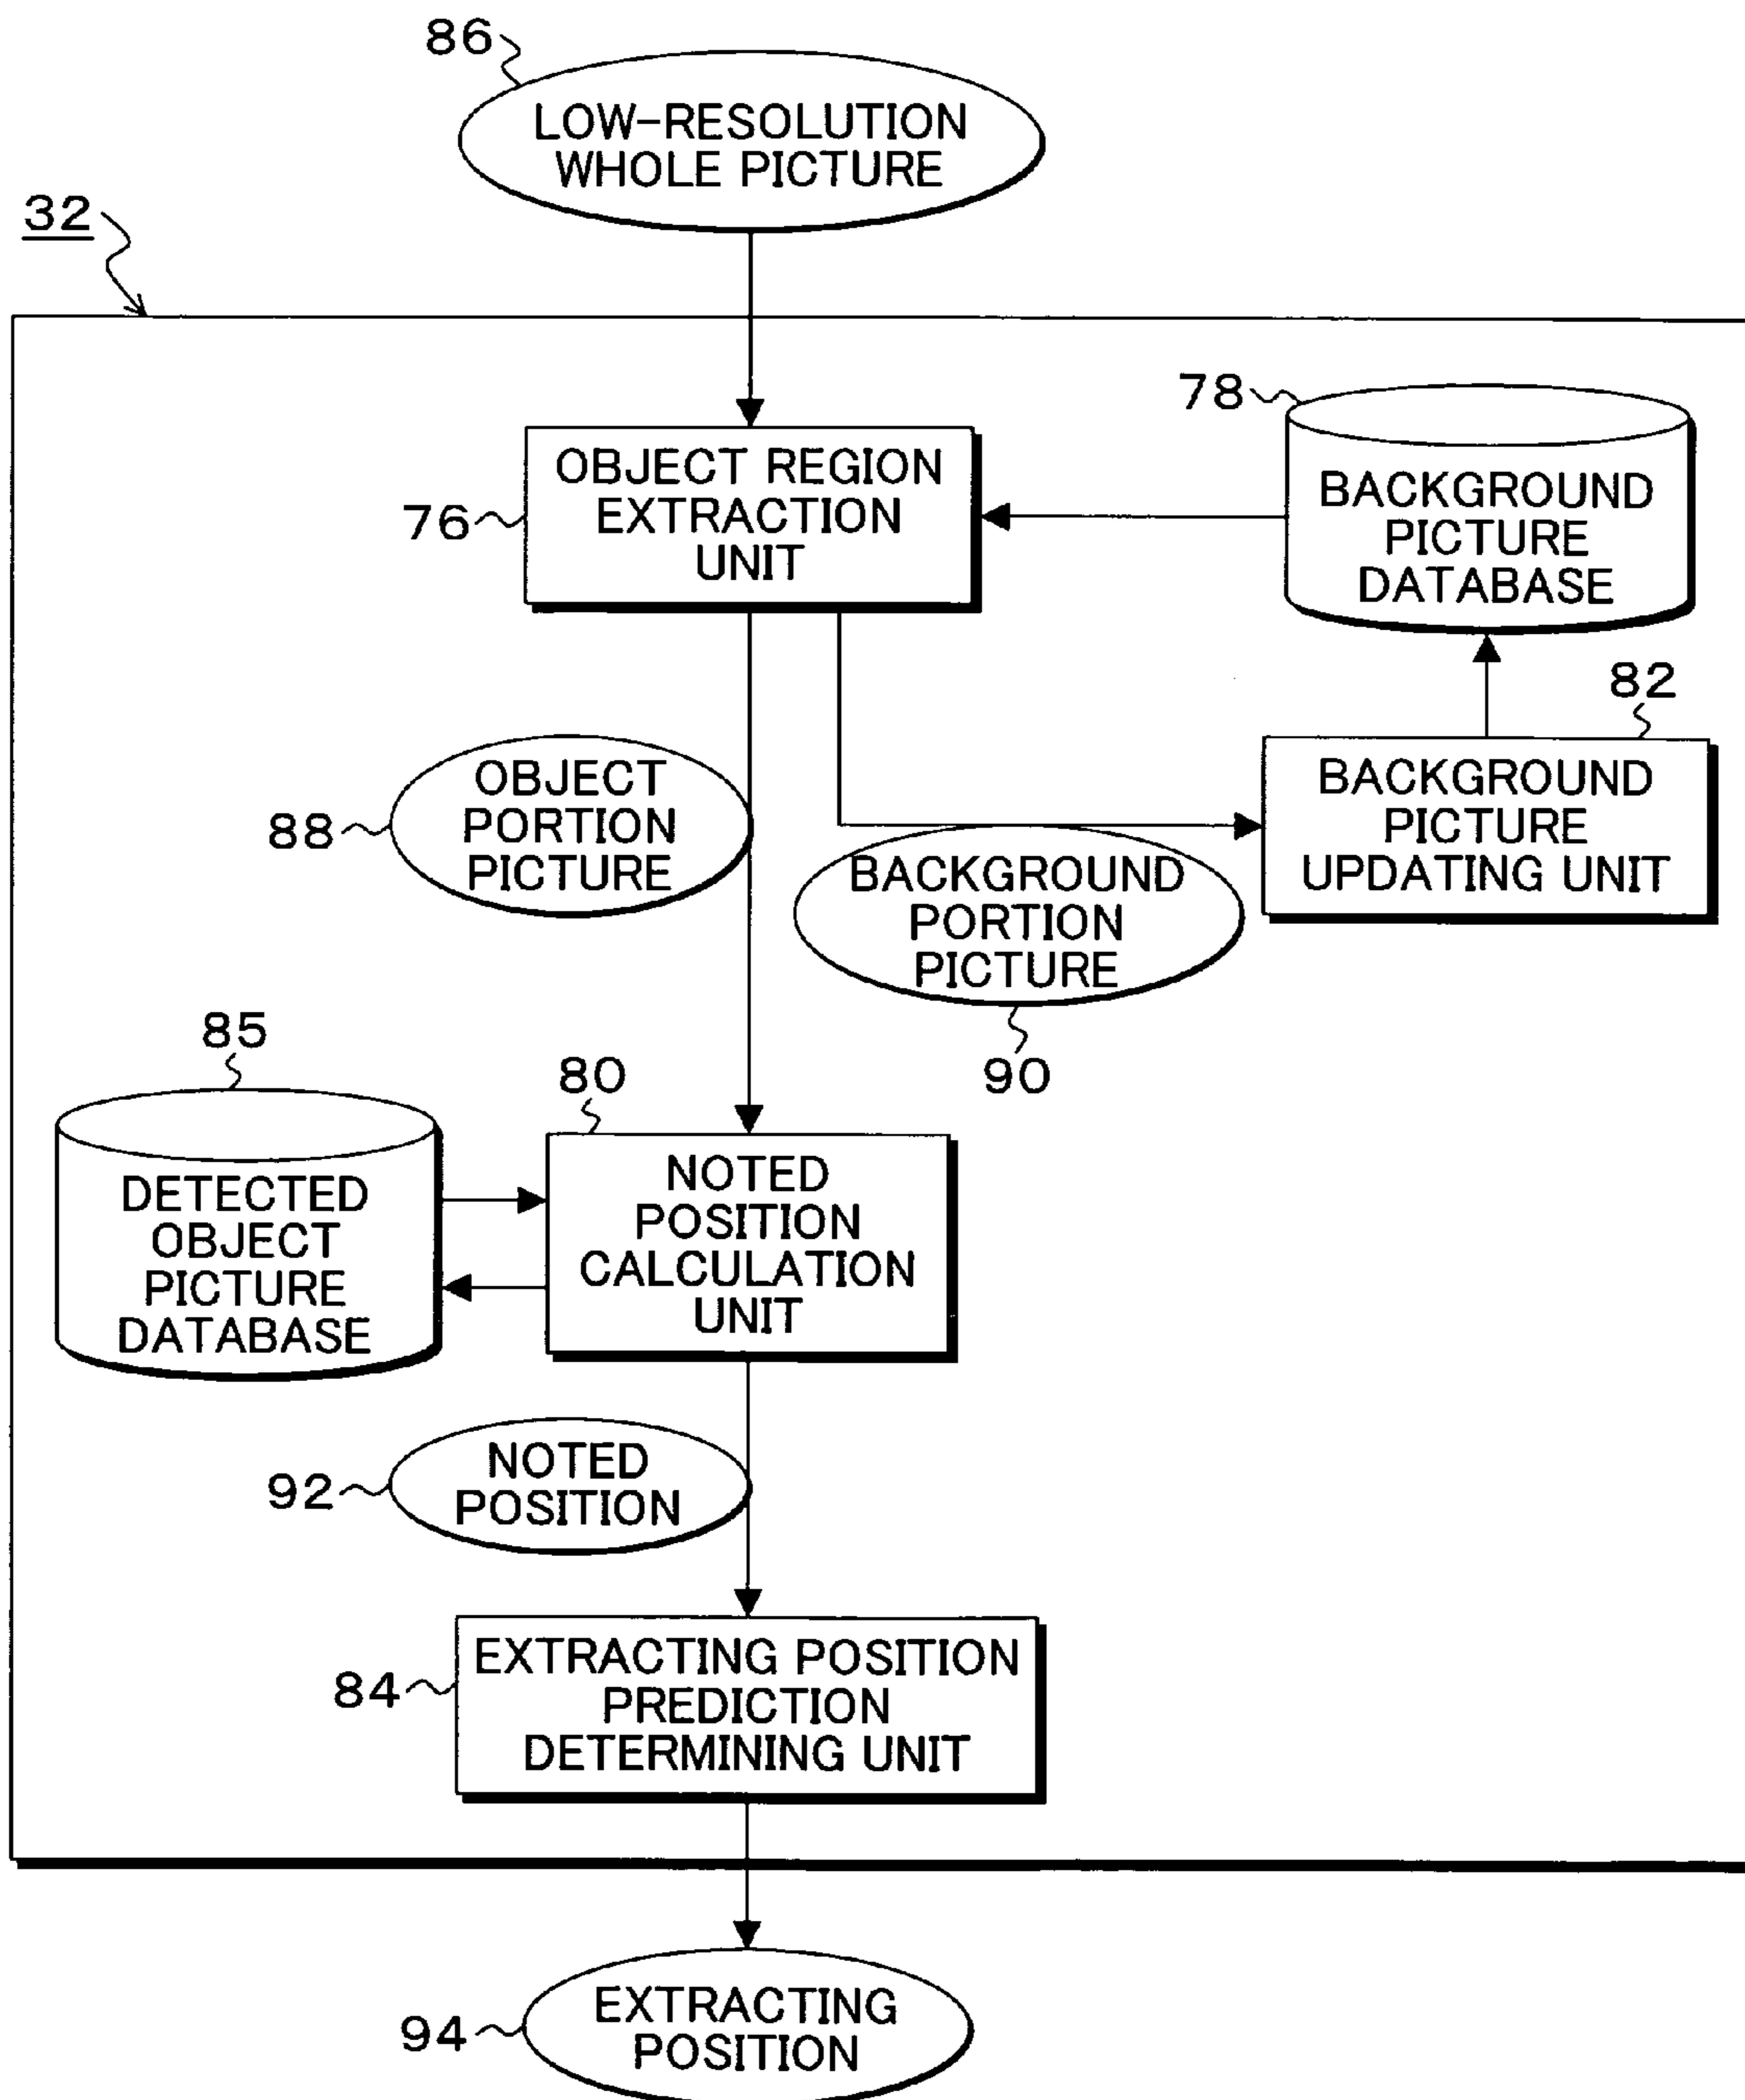 86
LOW-RESOLUTION
WHOLE PICTURE
32
78
OBJECT REGION
EXTRACTION
UNIT
76
BACKGROUND
PICTURE
DATABASE
82
OBJECT
PORTION
PICTURE
88
BACKGROUND
PICTURE
UPDATING UNIT
BACKGROUND
PORTION
PICTURE
90
85
80
DETECTED
OBJECT
PICTURE
DATABASE
NOTED
POSITION
CALCULATION
UNIT
NOTED
POSITION
92
EXTRACTING POSITION
PREDICTION
DETERMINING UNIT
84
EXTRACTING
POSITION
94